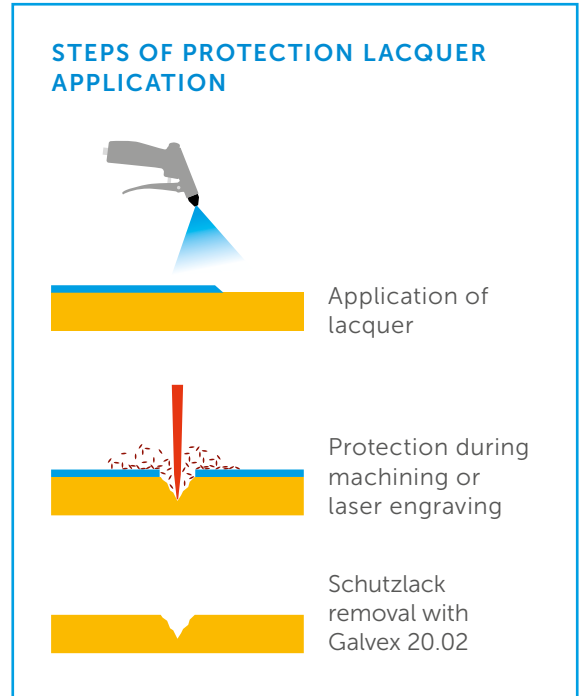 STEPS OF PROTECTION LACQUER
APPLICATION
Application of
lacquer
Protection during
machining or
laser engraving
Schutzlack
removal with
Galvex 20.02